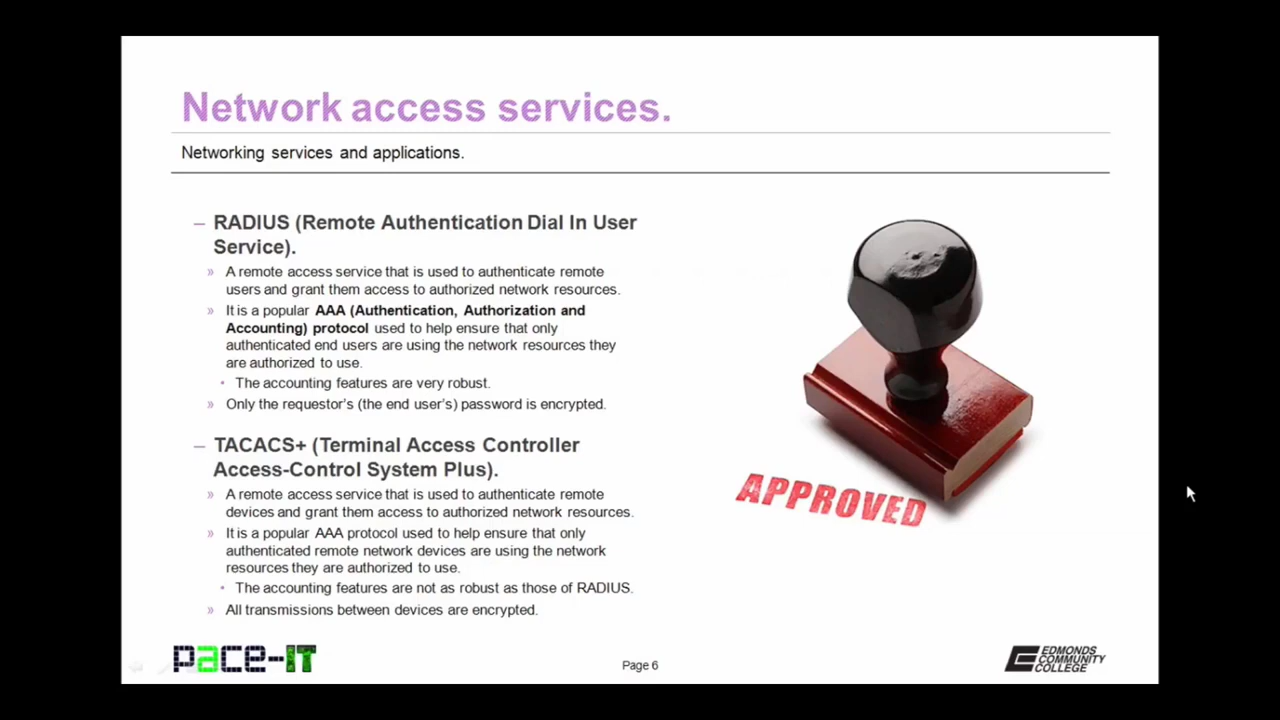 Network access services.
Networking services and applications.
– RADIUS (Remote Authentication Dial In User
Service).
» A remote access service that is used to authenticate remote
users and grant them access to authorized network resources.
» It is a popular AAA (Authentication, Authorization and
Accounting) protocol used to help ensure that only
authenticated end users are using the network resources they
are authorized to use.
• The accounting features are very robust.
» Only the requestor's (the end user's) password is encrypted.
– TACACS+ (Terminal Access Controller
Access-Control System Plus).
» A remote access service that is used to authenticate remote
devices and grant them access to authorized network resources.
» It is a popular AAA protocol used to help ensure that only
authenticated remote network devices are using the network
resources they are authorized to use.
• The accounting features are not as robust as those of RADIUS.
» All transmissions between devices are encrypted.
APPROVED
pace-IT
Page 6
EDMONDS
COMMUNITY
COLLEGE